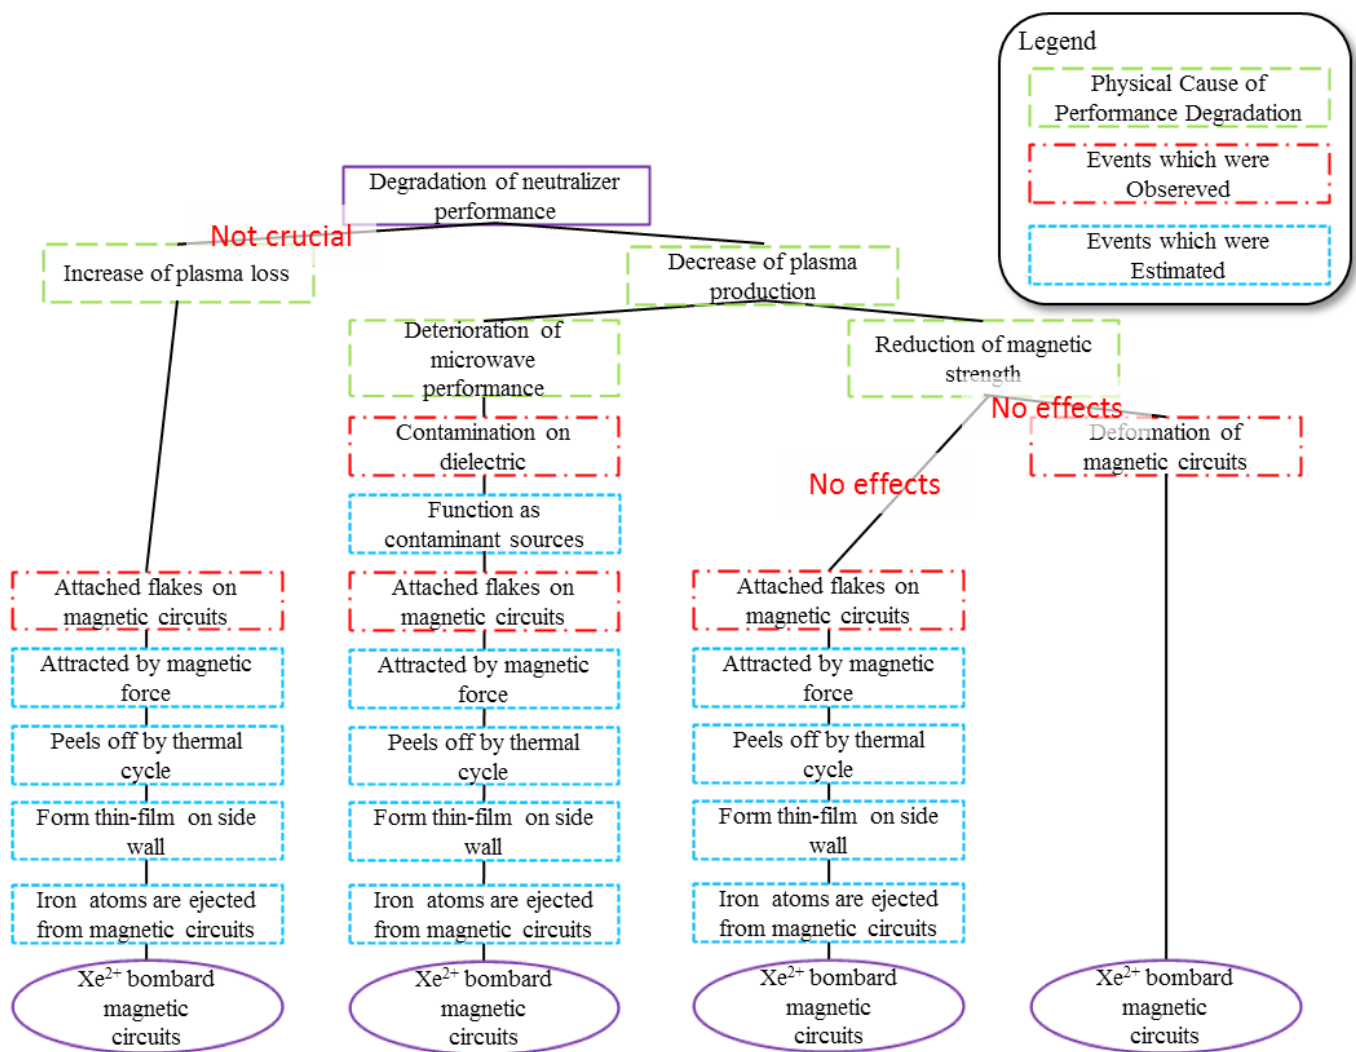 Legend
Physical Cause of
Performance Degradation
Events which were
Obsereved
Events which were
Estimated
Degradation of neutralizer
performance
Not crucial
Increase of plasma loss
Decrease of plasma
production
Deterioration of
microwave
performance
Reduction of magnetic
strength
No effects
No effects
Contamination on
dielectric
Deformation of
magnetic circuits
Function as
contaminant sources
Attached flakes on
magnetic circuits
Attracted by magnetic
force
Peels off by thermal
cycle
Form thin-film on side
wall
Iron atoms are ejected
from magnetic circuits
Xe²⁺ bombard
magnetic
circuits
Attached flakes on
magnetic circuits
Attracted by magnetic
force
Peels off by thermal
cycle
Form thin-film on side
wall
Iron atoms are ejected
from magnetic circuits
Xe²⁺ bombard
magnetic
circuits
Attached flakes on
magnetic circuits
Attracted by magnetic
force
Peels off by thermal
cycle
Form thin-film on side
wall
Iron atoms are ejected
from magnetic circuits
Xe²⁺ bombard
magnetic
circuits
Xe²⁺ bombard
magnetic
circuits